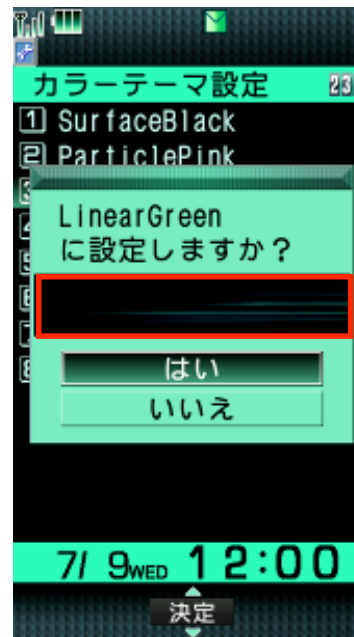 カラーテーマ設定 23
1 SurfaceBlack
2 ParticlePink
LinearGreen
に設定しますか？
はい
いいえ
7/ 9WED 12:00
決定